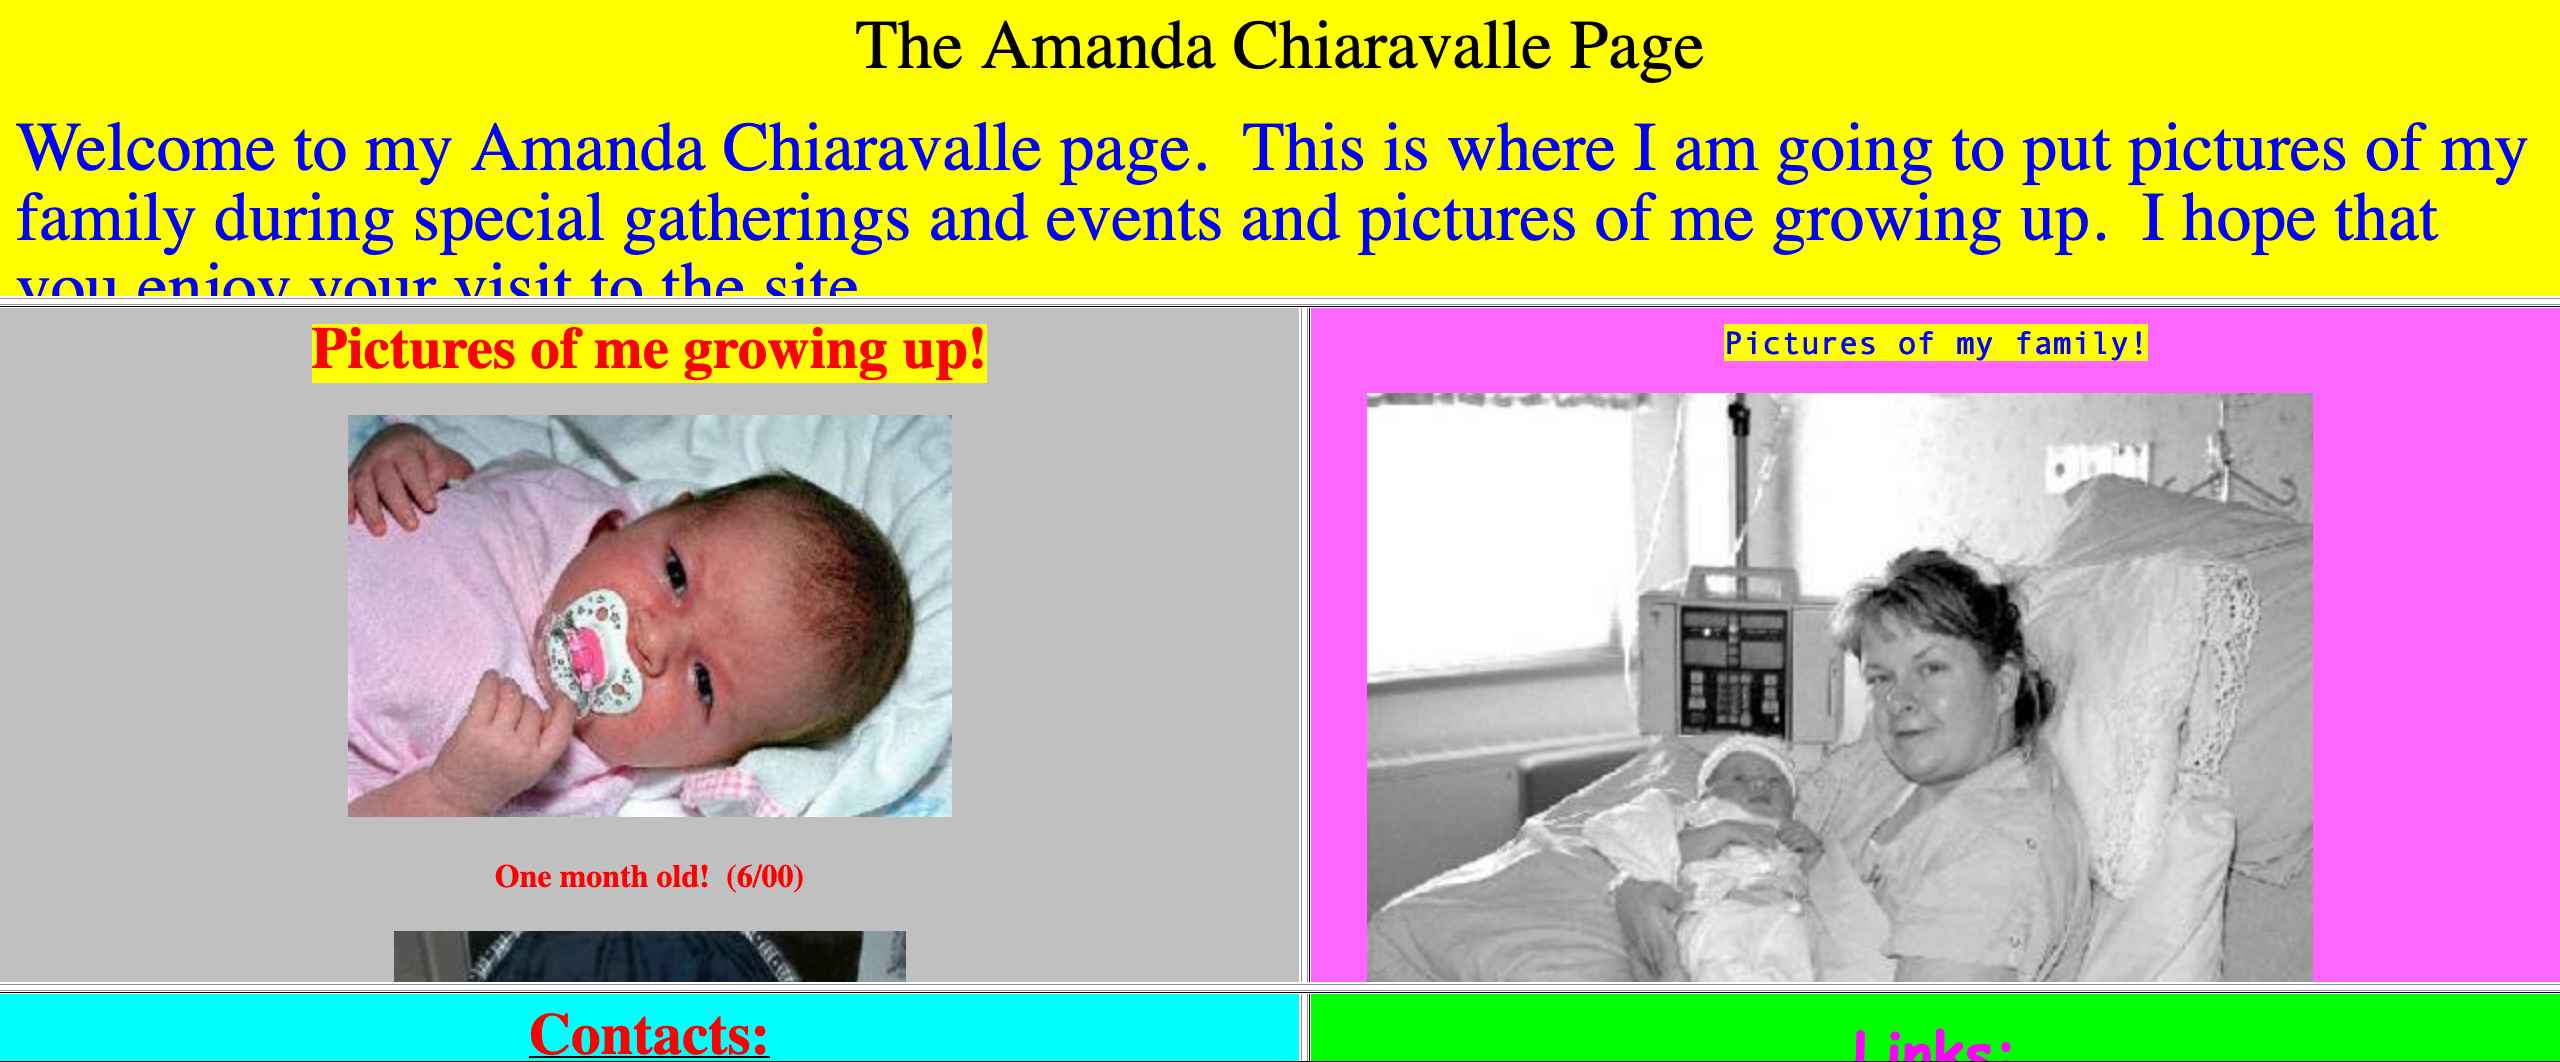 The Amanda Chiaravalle Page
Welcome to my Amanda Chiaravalle page.  This is where I am going to put pictures of my
family during special gatherings and events and pictures of me growing up.  I hope that
you enjoy your visit to the site
Pictures of me growing up!
Pictures of my family!
One month old!  (6/00)
Contacts:
Links: